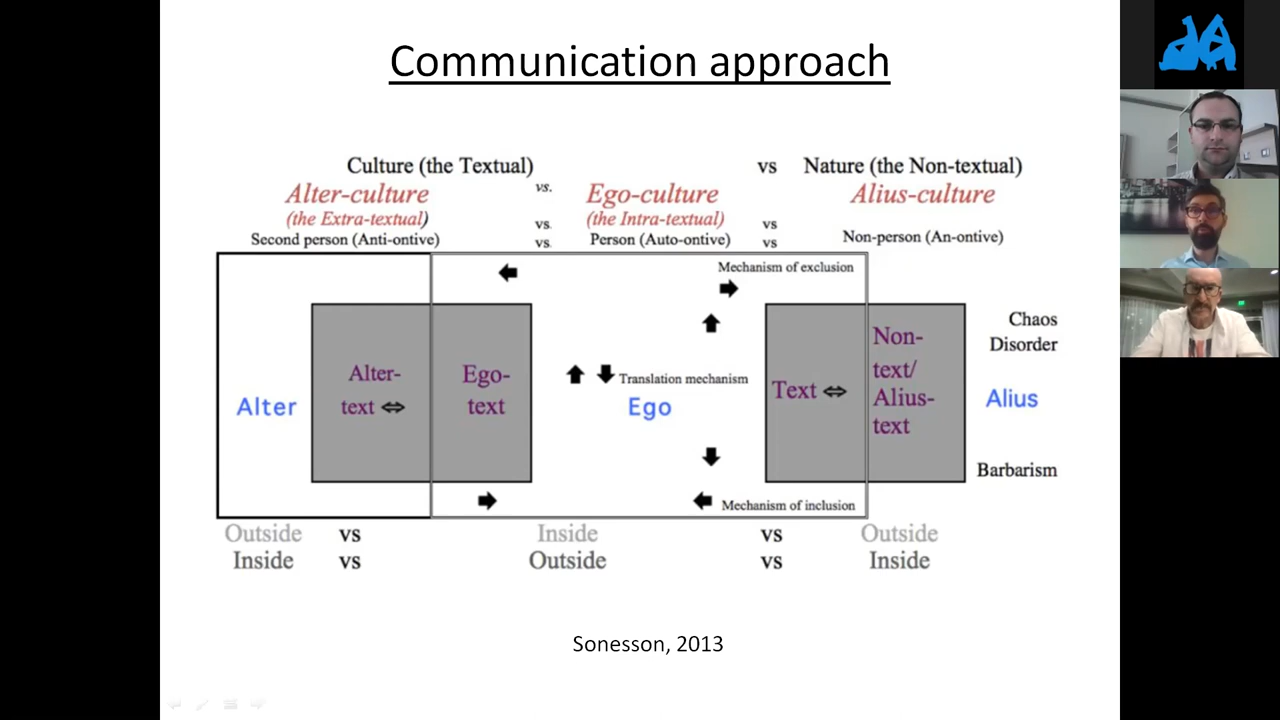 Communication approach
Culture (the Textual) vs Nature (the Non-textual)
Alter-culture vs. Ego-culture Alius-culture
(the Extra-textual) vs. (the Intra-textual) vs
Second person (Anti-ontive) vs. Person (Auto-ontive) vs Non-person (An-ontive)
Mechanism of exclusion
Chaos
Disorder
Alter
Alter-
text ⇔
Ego-
text
Translation mechanism
Ego
Text ⇔
Non-
text/
Alius-
text
Alius
Barbarism
Mechanism of inclusion
Outside vs Inside vs Outside
Inside vs Outside vs Inside
Sonesson, 2013